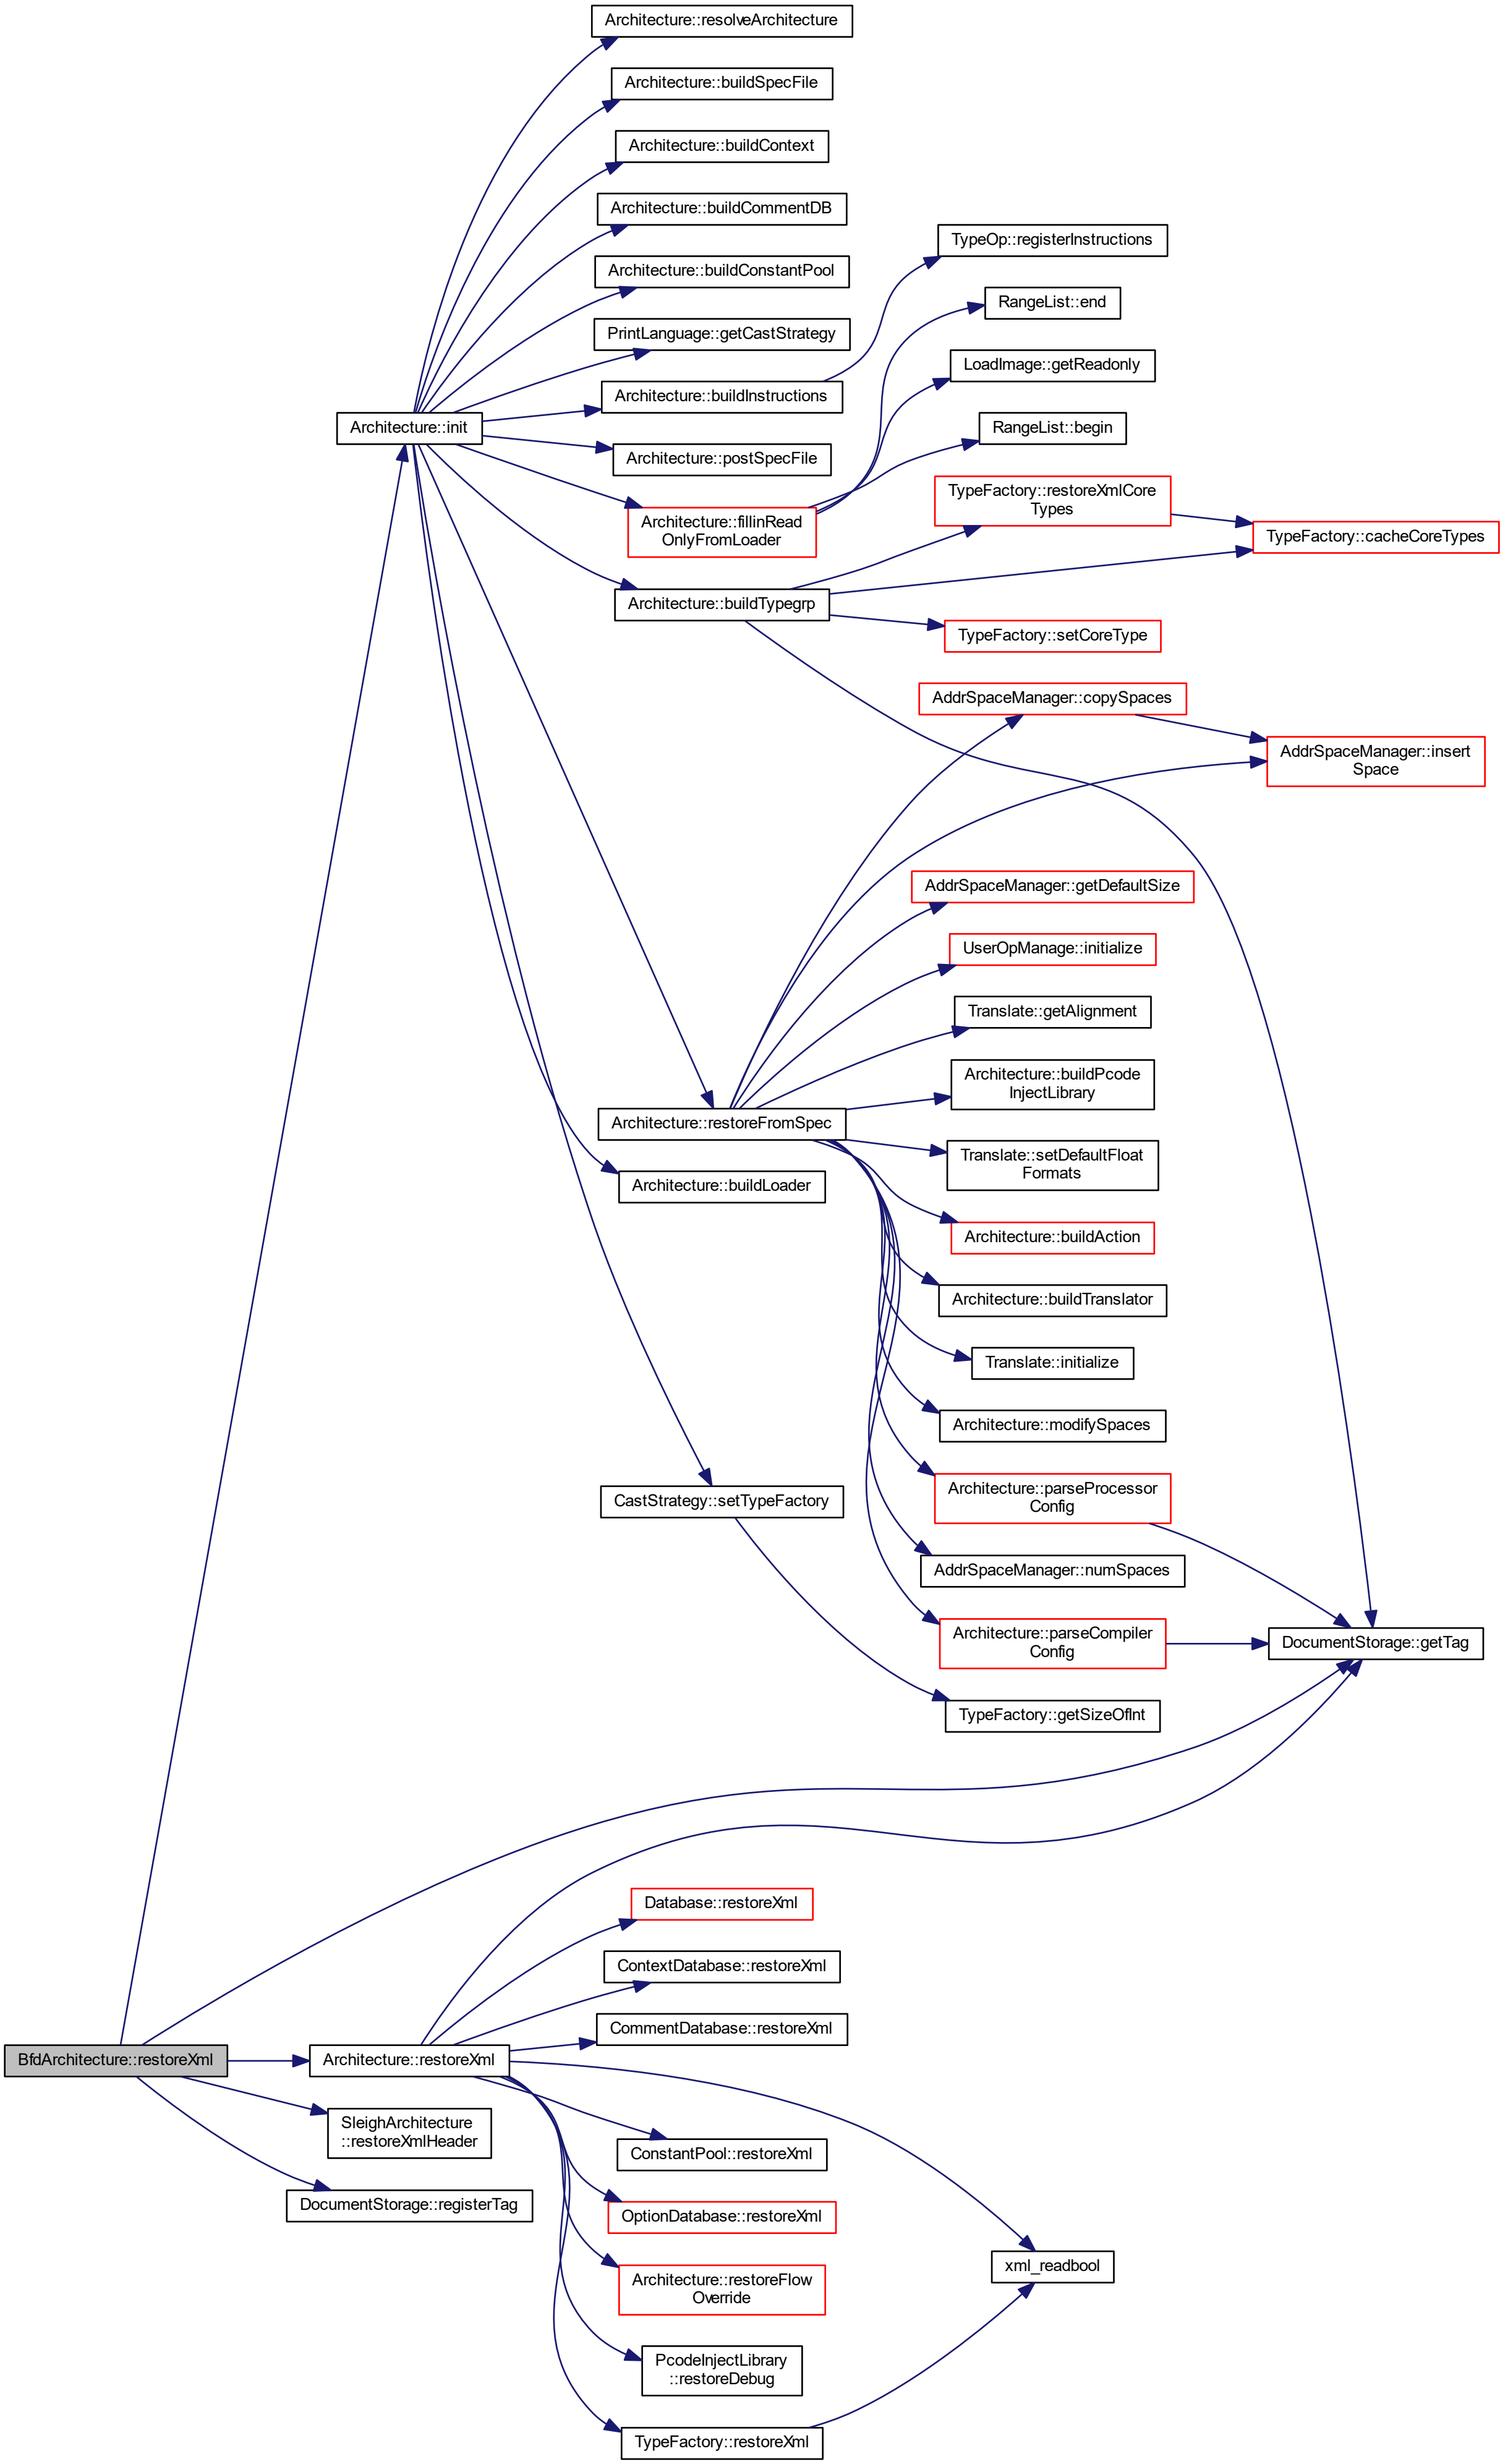 Architecture::resolveArchitecture
Architecture::buildSpecFile
Architecture::buildContext
Architecture::buildCommentDB
TypeOp::registerInstructions
Architecture::buildConstantPool
RangeList::end
PrintLanguage::getCastStrategy
LoadImage::getReadonly
Architecture::buildInstructions
Architecture::init
RangeList::begin
Architecture::postSpecFile
TypeFactory::restoreXmlCore
Types
Architecture::fillinRead
OnlyFromLoader
TypeFactory::cacheCoreTypes
Architecture::buildTypegrp
TypeFactory::setCoreType
AddrSpaceManager::copySpaces
AddrSpaceManager::insert
Space
AddrSpaceManager::getDefaultSize
UserOpManage::initialize
Translate::getAlignment
Architecture::buildPcode
InjectLibrary
Architecture::restoreFromSpec
Translate::setDefaultFloat
Formats
Architecture::buildLoader
Architecture::buildAction
Architecture::buildTranslator
Translate::initialize
Architecture::modifySpaces
Architecture::parseProcessor
Config
CastStrategy::setTypeFactory
AddrSpaceManager::numSpaces
Architecture::parseCompiler
Config
DocumentStorage::getTag
TypeFactory::getSizeOfInt
Database::restoreXml
ContextDatabase::restoreXml
CommentDatabase::restoreXml
BfdArchitecture::restoreXml
Architecture::restoreXml
SleighArchitecture
::restoreXmlHeader
ConstantPool::restoreXml
DocumentStorage::registerTag
OptionDatabase::restoreXml
xml_readbool
Architecture::restoreFlow
Override
PcodeInjectLibrary
::restoreDebug
TypeFactory::restoreXml